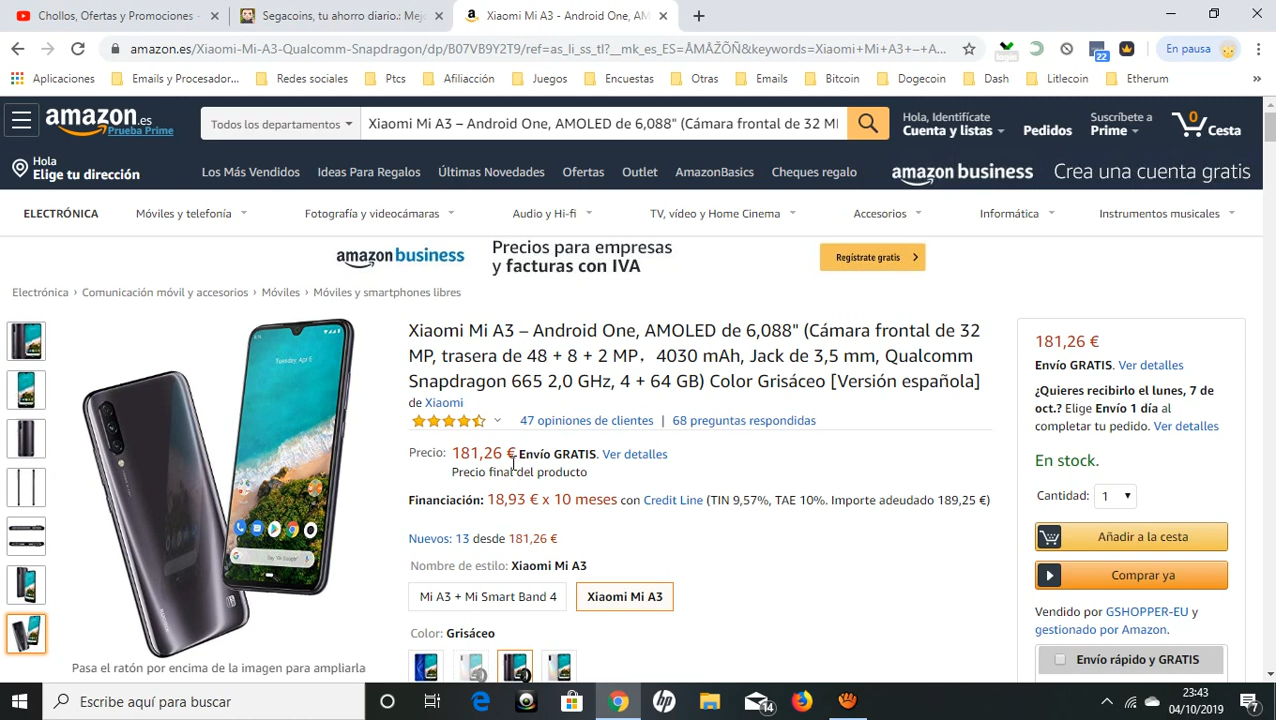 Chollos, Ofertas y Promociones -
Segacoins, tu ahorro diario.: Me
Xiaomi Mi A3 - Android One, AM
amazon.es/Xiaomi-Mi-A3-Qualcomm-Snapdragon/dp/B07VB9Y2T9/ref=as_li_ss_tl?__mk_es_ES=ÅMÅŽÕÑ&keywords=Xiaomi+Mi+A3+–+A...
22
En pausa
Aplicaciones
Emails y Procesador...
Redes sociales
Ptcs
Afiliacción
Juegos
Encuestas
Otras
Emails
Bitcoin
Dogecoin
Dash
Litlecoin
Etherum
»
amazon.es
Prueba Prime
Todos los departamentos
Xiaomi Mi A3 – Android One, AMOLED de 6,088" (Cámara frontal de 32 MI
Hola, Identifícate
Cuenta y listas
Pedidos
Suscríbete a
Prime
0
Cesta
Hola
Elige tu dirección
Los Más Vendidos
Ideas Para Regalos
Últimas Novedades
Ofertas
Outlet
AmazonBasics
Cheques regalo
amazon business
Crea una cuenta gratis
ELECTRÓNICA
Móviles y telefonía
Fotografía y videocámaras
Audio y Hi-fi
TV, vídeo y Home Cinema
Accesorios
Informática
Instrumentos musicales
amazon business
Precios para empresas
y facturas con IVA
Regístrate gratis
Electrónica › Comunicación móvil y accesorios › Móviles › Móviles y smartphones libres
Tuesday, Apr 5
Xiaomi Mi A3 – Android One, AMOLED de 6,088" (Cámara frontal de 32
MP, trasera de 48 + 8 + 2 MP，4030 mAh, Jack de 3,5 mm, Qualcomm
Snapdragon 665 2,0 GHz, 4 + 64 GB) Color Grisáceo [Versión española]
de Xiaomi
47 opiniones de clientes | 68 preguntas respondidas
Precio: 181,26 € Envío GRATIS. Ver detalles
Precio final del producto
Financiación: 18,93 € x 10 meses con Credit Line (TIN 9,57%, TAE 10%. Importe adeudado 189,25 €)
Nuevos: 13 desde 181,26 €
Nombre de estilo: Xiaomi Mi A3
Mi A3 + Mi Smart Band 4
Xiaomi Mi A3
Color: Grisáceo
Pasa el ratón por encima de la imagen para ampliarla
181,26 €
Envío GRATIS. Ver detalles
¿Quieres recibirlo el lunes, 7 de
oct.? Elige Envío 1 día al
completar tu pedido. Ver detalles
En stock.
Cantidad: 1
Añadir a la cesta
Comprar ya
Vendido por GSHOPPER-EU y
gestionado por Amazon.
Envío rápido y GRATIS
Escribe aquí para buscar
hp
14
23:43
04/10/2019
7